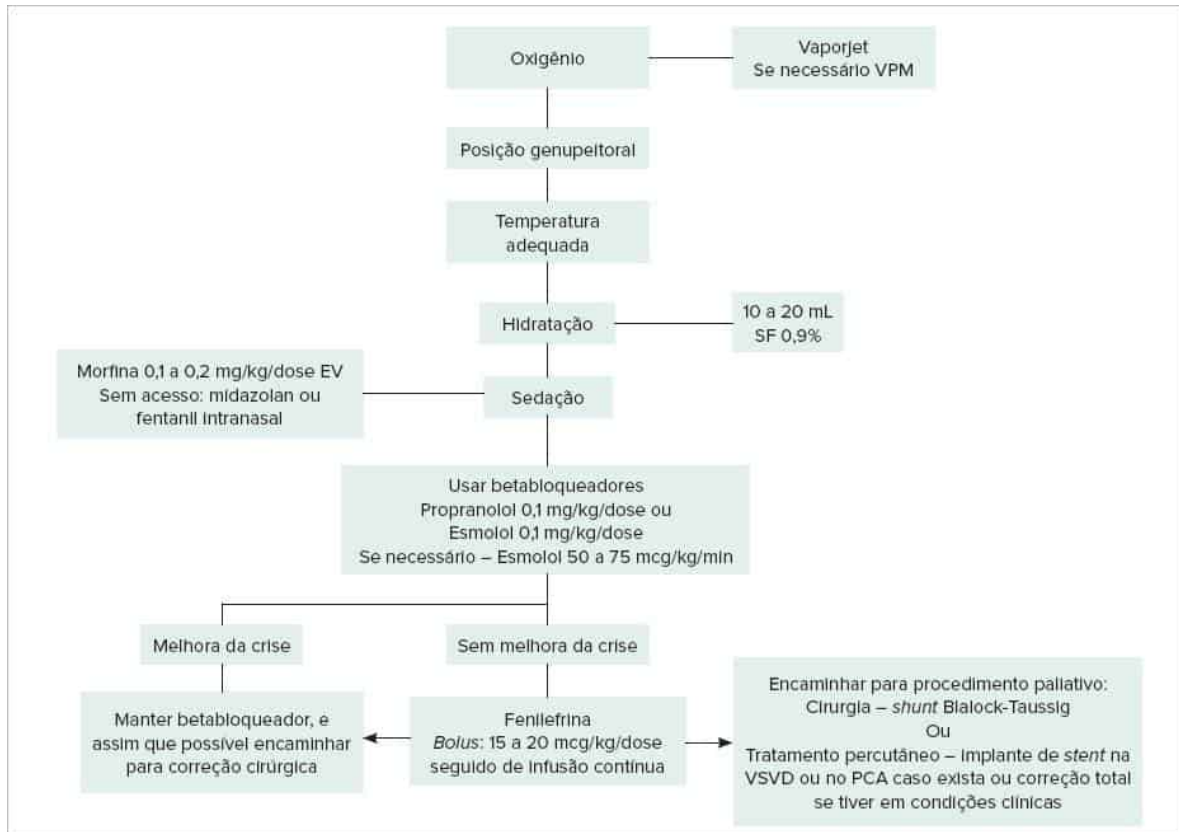 Oxigênio
Vaporjet
Se necessário VPM
Posição genupeitoral
Temperatura
adequada
Hidratação
10 a 20 mL
SF 0,9%
Morfina 0,1 a 0,2 mg/kg/dose EV
Sem acesso: midazolan ou
fentanil intranasal
Sedação
Usar betabloqueadores
Propranolol 0,1 mg/kg/dose ou
Esmolol 0,1 mg/kg/dose
Se necessário – Esmolol 50 a 75 mcg/kg/min
Melhora da crise
Sem melhora da crise
Manter betabloqueador, e
assim que possível encaminhar
para correção cirúrgica
Fenilefrina
Bolus: 15 a 20 mcg/kg/dose
seguido de infusão contínua
Encaminhar para procedimento paliativo:
Cirurgia – shunt Blalock-Taussig
Ou
Tratamento percutâneo – implante de stent na
VSVD ou no PCA caso exista ou correção total
se tiver em condições clínicas